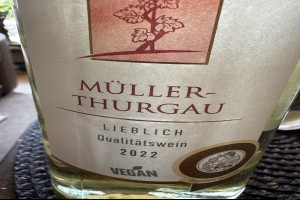 MÜLLER-
THURGAU
LIEBLICH
Qualitätswein
2022
VEGAN